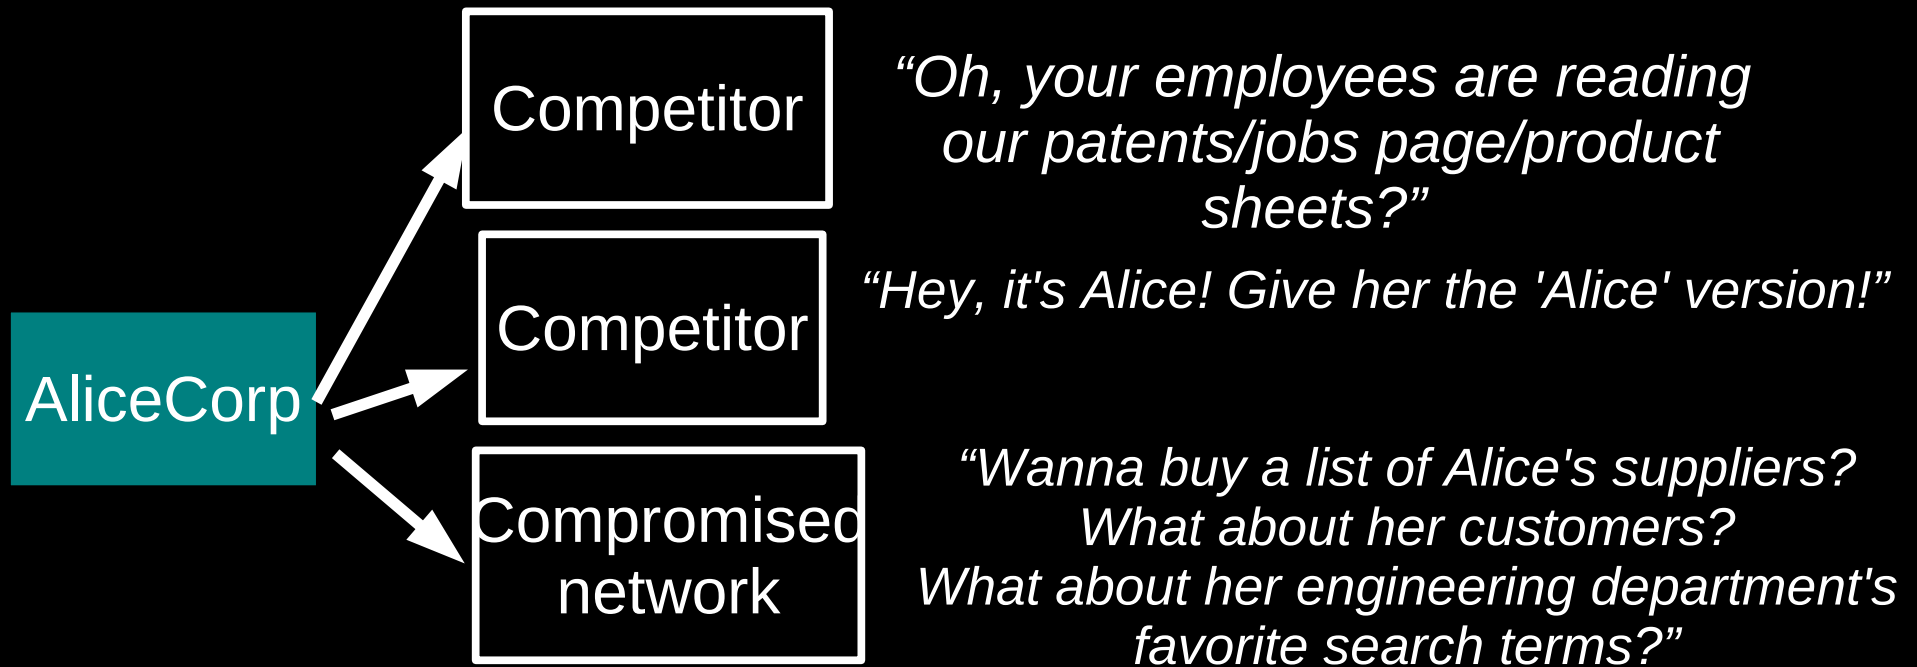 Competitor
“Oh, your employees are reading
our patents/jobs page/product
sheets?”
Competitor
“Hey, it's Alice! Give her the 'Alice' version!”
AliceCorp
Compromised
network
“Wanna buy a list of Alice's suppliers?
What about her customers?
What about her engineering department's
favorite search terms?”